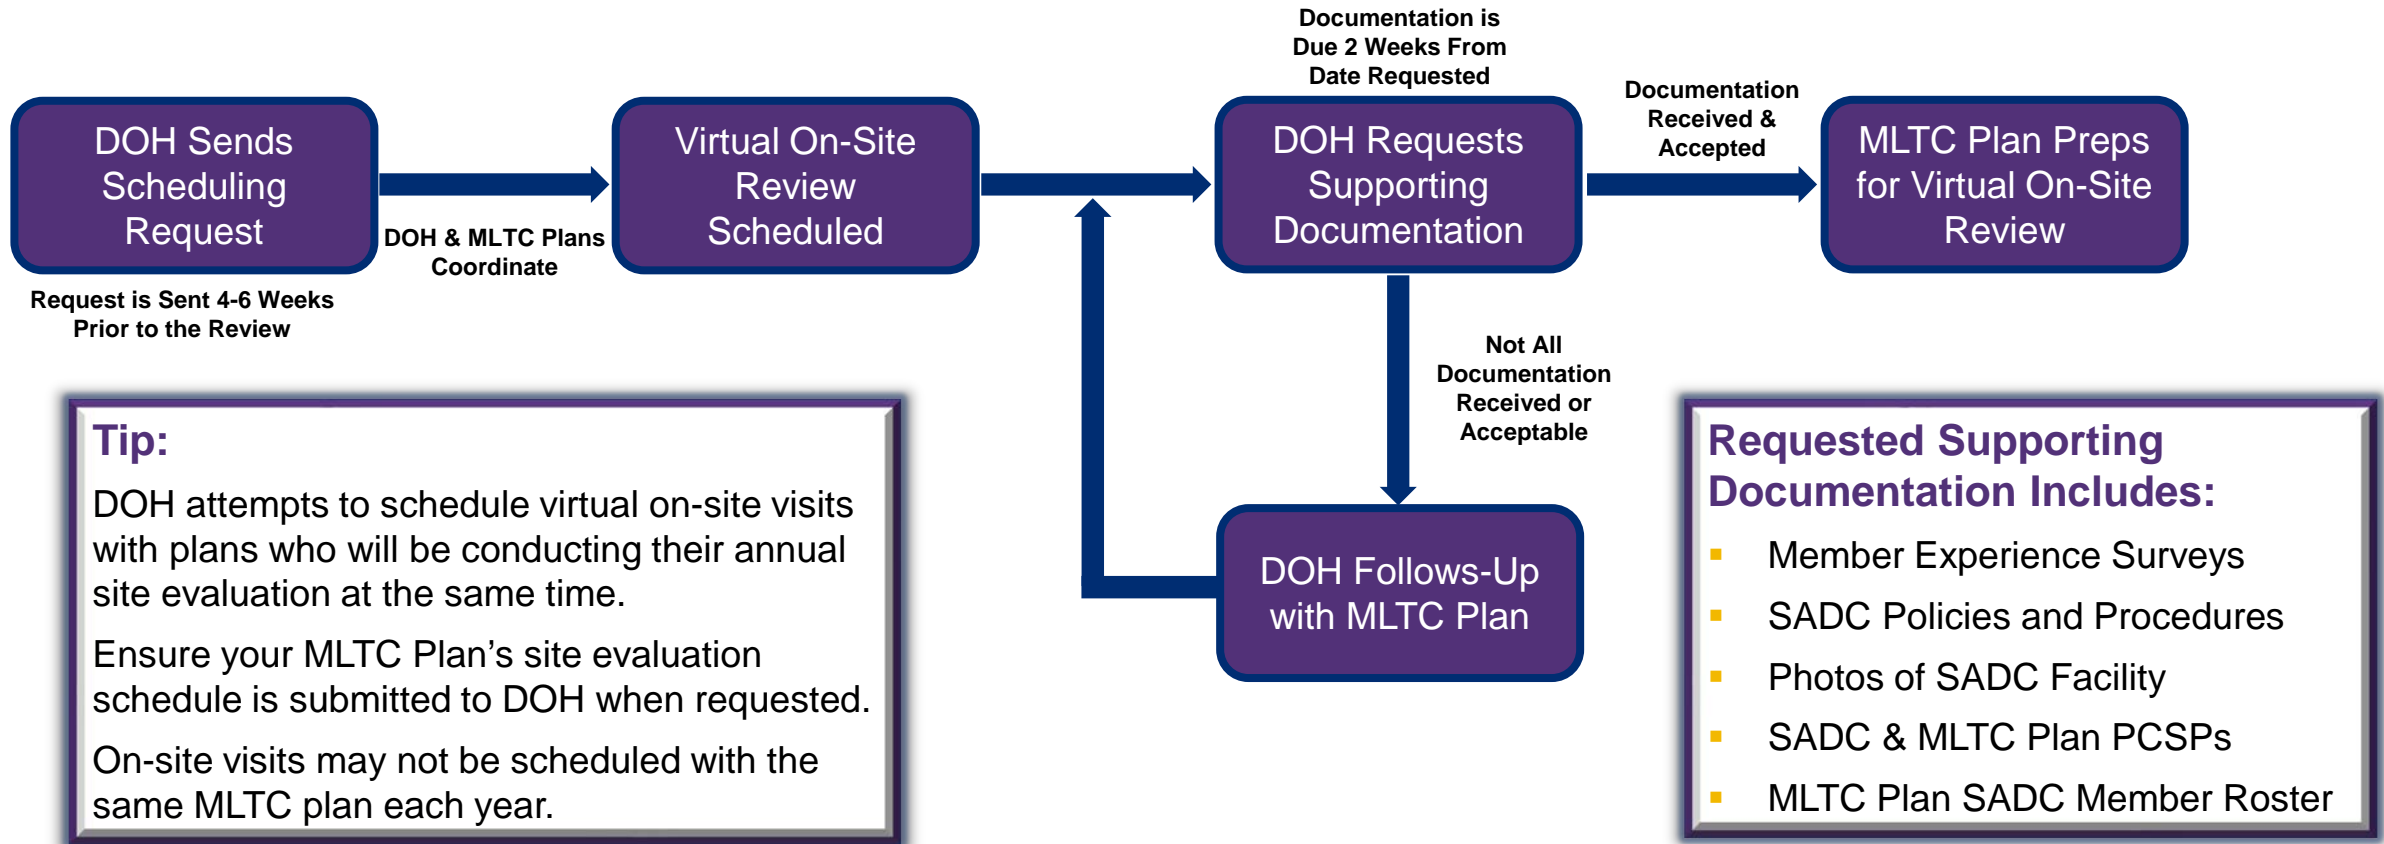 Documentation is
Due 2 Weeks From
Date Requested
DOH Sends
Scheduling
Request
Request is Sent 4-6 Weeks
Prior to the Review
DOH & MLTC Plans
Coordinate
Virtual On-Site
Review
Scheduled
DOH Requests
Supporting
Documentation
Documentation
Received &
Accepted
MLTC Plan Preps
for Virtual On-Site
Review
Not All
Documentation
Received or
Acceptable
DOH Follows-Up
with MLTC Plan
Tip:
DOH attempts to schedule virtual on-site visits
with plans who will be conducting their annual
site evaluation at the same time.
Ensure your MLTC Plan’s site evaluation
schedule is submitted to DOH when requested.
On-site visits may not be scheduled with the
same MLTC plan each year.
Requested Supporting
Documentation Includes:
Member Experience Surveys
SADC Policies and Procedures
Photos of SADC Facility
SADC & MLTC Plan PCSPs
MLTC Plan SADC Member Roster